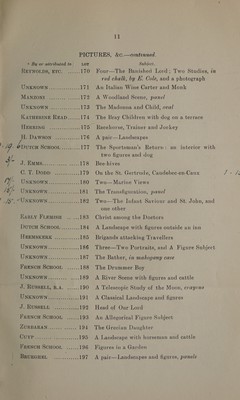 11
PICTURES, &c.—continued.
* By or attributed to. LOT Subject.
REYNOLDS, ETC. ......170 Four—The Banished Lord; Two Studies, in
red chalk, by E. Cole, and a photograph
UNKNOWN ..............171 An Italian Wine Carter and Monk
MANDERS ..............172 A Woodland Scene, panel
UNKNOWN ..............173 The Madonna and Child, oval
KATHERINE READ......174 The Bray Children with dog on a terrace
HERRING ..............175 Racehorse, Trainer and Jockey
H. DAWSON ............176 A pair—Landscapes
DUTCH SCHOOL.........177 The Sportsman's Return: an interior with
two figures and dog
J. EMMS...............178 Bee-hives
C. T. DODD ...........179 On the St. Gertrude, Caudebec-en-Caux
UNKNOWN..............180 Two—Marine Views
UNKNOWN..............181 The Transfiguration, panel
UNKNOWN..............182 Two—The Infant Saviour and St. John, and
one other
EARLY FLEMISH .......183 Christ among the Doctors
DUTCH SCHOOL.........184 A Landscape with figures outside an inn
HEEMSKERK ...........185 Brigands attacking Travellers
UNKNOWN..............186 Three—Two Portraits, and A Figure Subject
UNKNOWN..............187 The Bather, in mahogany case
FRENCH SCHOOL.......188 The Drummer Boy
UNKNOWN ..............189 A River Scene with figures and cattle
J. RUSSELL, R.A. ......190 A Telescopic Study of the Moon, crayons
UNKNOWN..............191 A Classical Landscape and figures
J. RUSSELL ...........192 Head of Our Lord
FRENCH SCHOOL.......193 An Allegorical Figure Subject
ZURBARAN ............194 The Grecian Daughter
CUYP .................195 A Landscape with horsemen and cattle
FRENCH SCHOOL.......196 Figures in a Garden
BRUEGHEL.............197 A pair—Landscapes and figures, panels